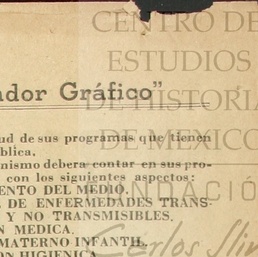 CENTRO DE
ESTUDIOS
DE HISTORIA
DE MÉXICO
FUNDACIÓN
Carlos Slim
ador Gráfico"
ud de sus programas que tienen
blica.
nismo debera contar en sus pro-
con los siguientes aspectos:
ENTO DEL MEDIO.
DE ENFERMEDADES TRANS-
Y NO TRANSMISIBLES.
ON MEDICA.
MATERNO INFANTIL.
ON HIGIENICA